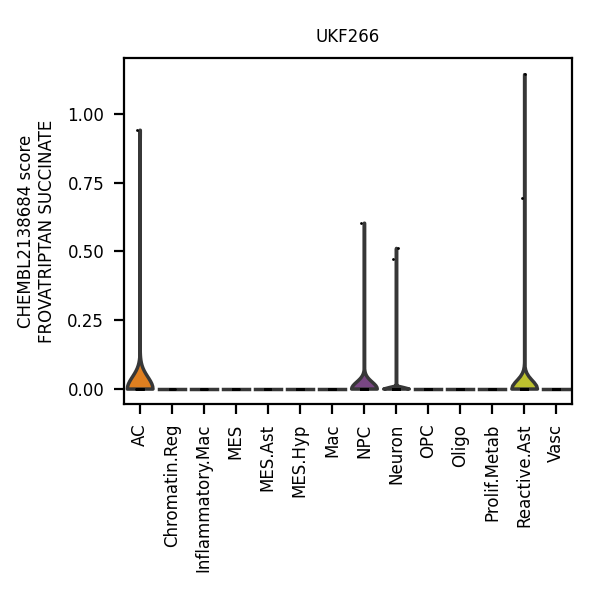 UKF266
CHEMBL2138684 score
FROVATRIPTAN SUCCINATE
1.00
0.75
0.50
0.25
0.00
AC
Chromatin.Reg
Inflammatory.Mac
MES
MES.Ast
MES.Hyp
Mac
NPC
Neuron
OPC
Oligo
Prolif.Metab
Reactive.Ast
Vasc